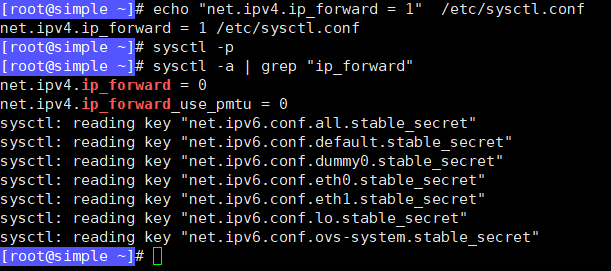 [root@simple ~]# echo "net.ipv4.ip_forward = 1"  /etc/sysctl.conf
net.ipv4.ip_forward = 1 /etc/sysctl.conf
[root@simple ~]# sysctl -p
[root@simple ~]# sysctl -a | grep "ip_forward"
net.ipv4.ip_forward = 0
net.ipv4.ip_forward_use_pmtu = 0
sysctl: reading key "net.ipv6.conf.all.stable_secret"
sysctl: reading key "net.ipv6.conf.default.stable_secret"
sysctl: reading key "net.ipv6.conf.dummy0.stable_secret"
sysctl: reading key "net.ipv6.conf.eth0.stable_secret"
sysctl: reading key "net.ipv6.conf.eth1.stable_secret"
sysctl: reading key "net.ipv6.conf.lo.stable_secret"
sysctl: reading key "net.ipv6.conf.ovs-system.stable_secret"
[root@simple ~]#